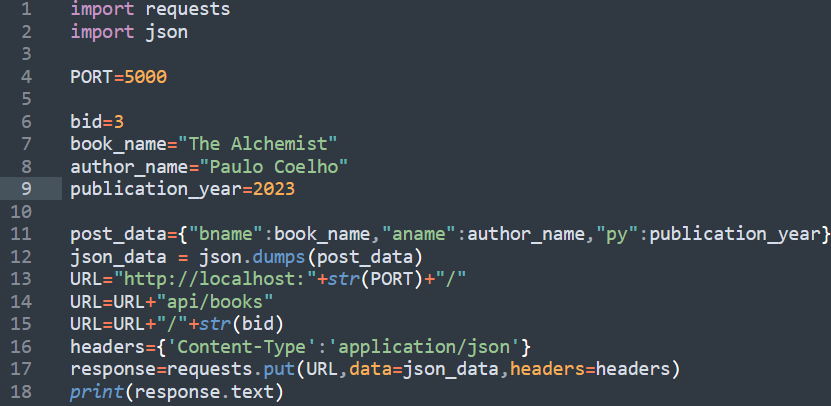 1 import requests
2 import json
3
4 PORT=5000
5
6 bid=3
7 book_name="The Alchemist"
8 author_name="Paulo Coelho"
9 publication_year=2023
10
11 post_data={"bname":book_name,"aname":author_name,"py":publication_year}
12 json_data = json.dumps(post_data)
13 URL="http://localhost:"+str(PORT)+"/"
14 URL=URL+"api/books"
15 URL=URL+"/"+str(bid)
16 headers={'Content-Type':'application/json'}
17 response=requests.put(URL,data=json_data,headers=headers)
18 print(response.text)